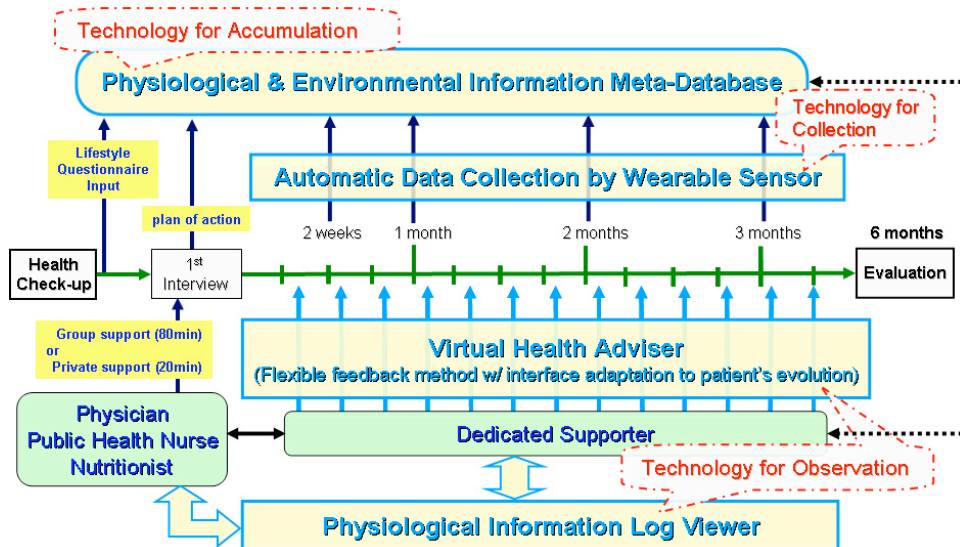 Technology for Accumulation
Physiological & Environmental Information Meta-Database
Technology for
Collection
Lifestyle
Questionnaire
Input
Automatic Data Collection by Wearable Sensor
plan of action
2 weeks
1 month
2 months
3 months
6 months
Health
Check-up
1st
Interview
Evaluation
Group support (80min)
or
Private support (20min)
Virtual Health Adviser
(Flexible feedback method w/ interface adaptation to patient's evolution)
Physician
Public Health Nurse
Nutritionist
Dedicated Supporter
Technology for Observation
Physiological Information Log Viewer